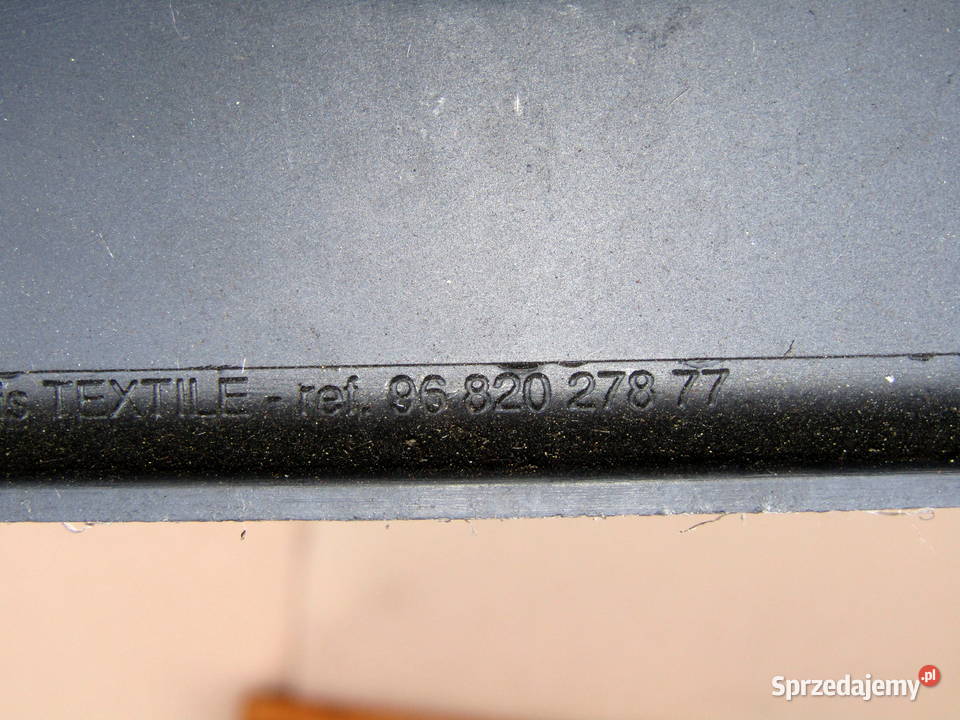 TEXTILE - ref. 96 820 278 77
Sprzedajemy.pl